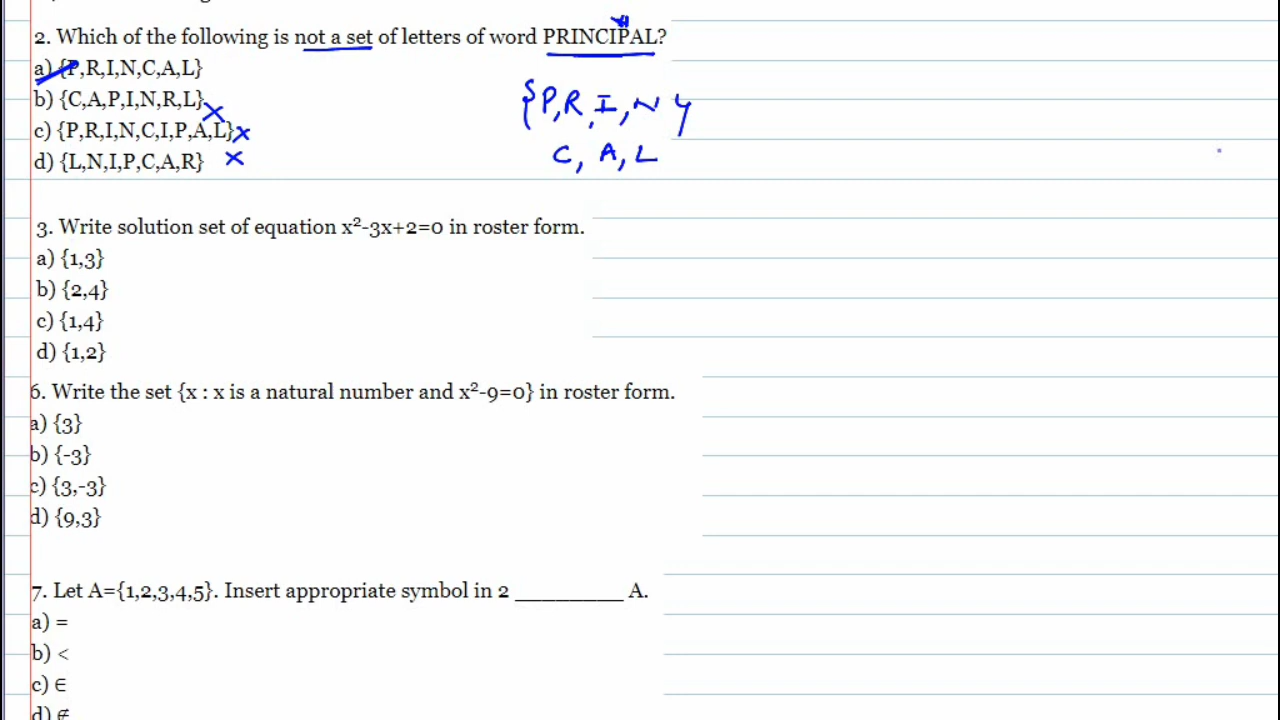 2. Which of the following is not a set of letters of word PRINCIPAL?
a) {P,R,I,N,C,A,L}
b) {C,A,P,I,N,R,L}
c) {P,R,I,N,C,I,P,A,L}
d) {L,N,I,P,C,A,R}
{P,R,I,N }
C, A, L
3. Write solution set of equation x²-3x+2=0 in roster form.
a) {1,3}
b) {2,4}
c) {1,4}
d) {1,2}
6. Write the set {x : x is a natural number and x²-9=0} in roster form.
a) {3}
b) {-3}
c) {3,-3}
d) {9,3}
7. Let A={1,2,3,4,5}. Insert appropriate symbol in 2 ________ A.
a) =
b) <
c) ∈
d) ∉